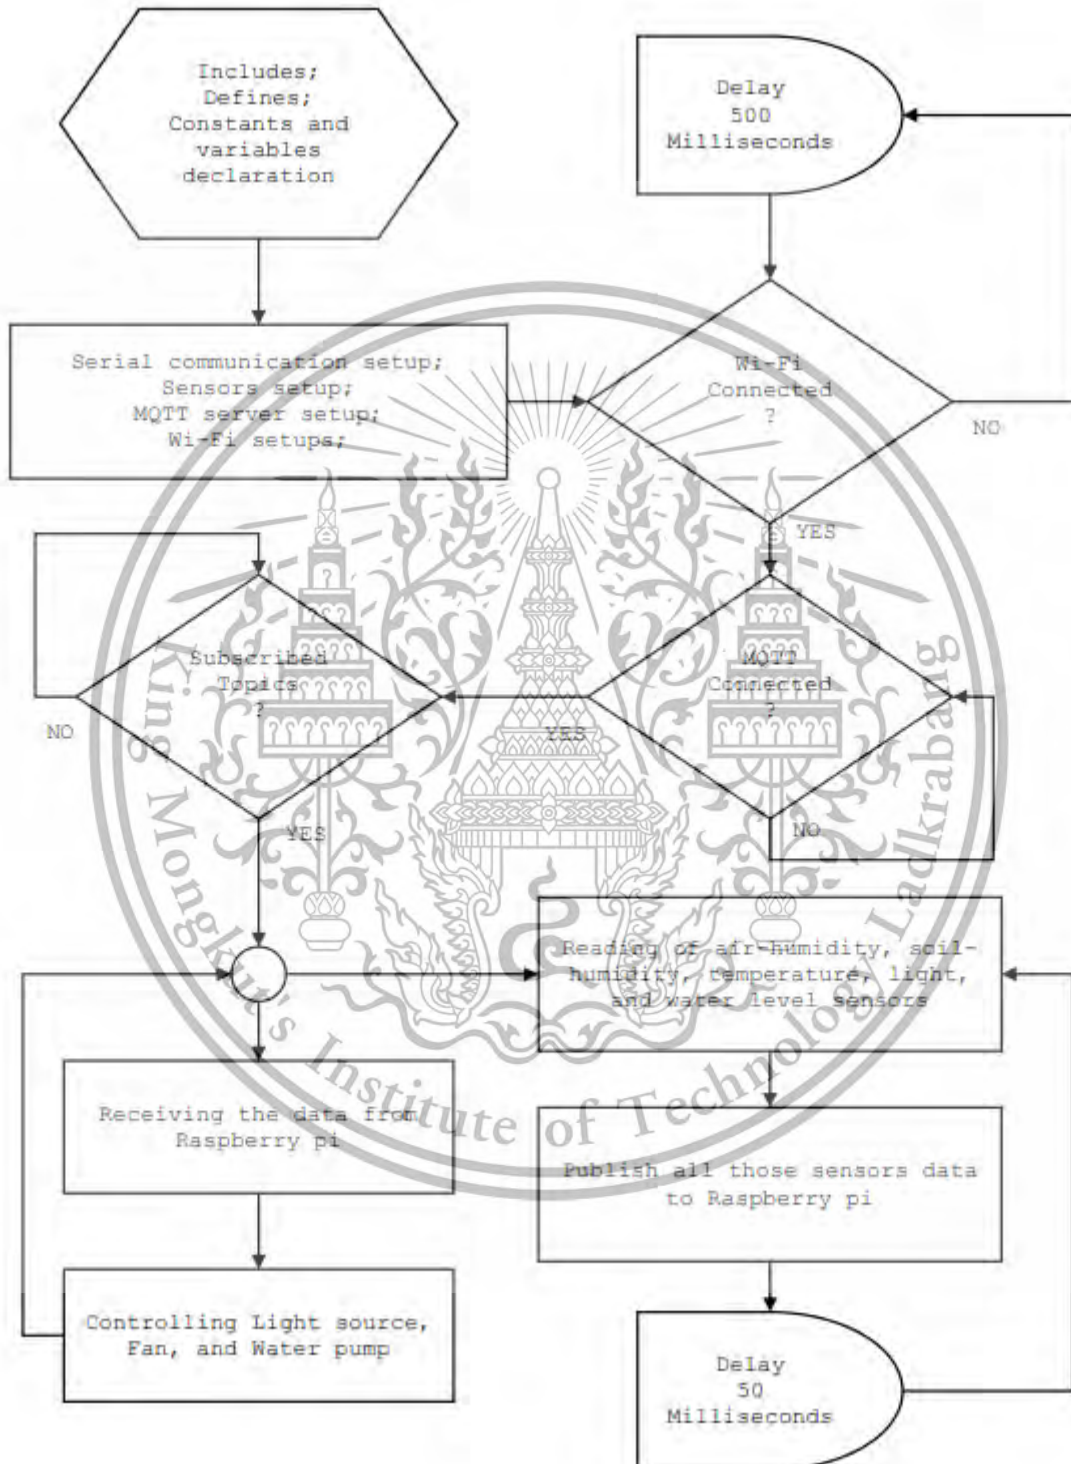 Includes;
Defines;
Constants and
variables
declaration
Delay
500
Milliseconds
Serial communication setup;
Sensors setup;
MQTT server setup;
Wi-Fi setups;
Wi-Fi
Connected
?
NO
YES
Subscribed
Topics
?
NO
YES
MQTT
Connected
?
YES
NO
Reading of air-humidity, soil-
humidity, temperature, light,
and water level sensors
Receiving the data from
Raspberry pi
Publish all those sensors data
to Raspberry pi
Controlling Light source,
Fan, and Water pump
Delay
50
Milliseconds
King Mongkut's Institute of Technology Ladkrabang